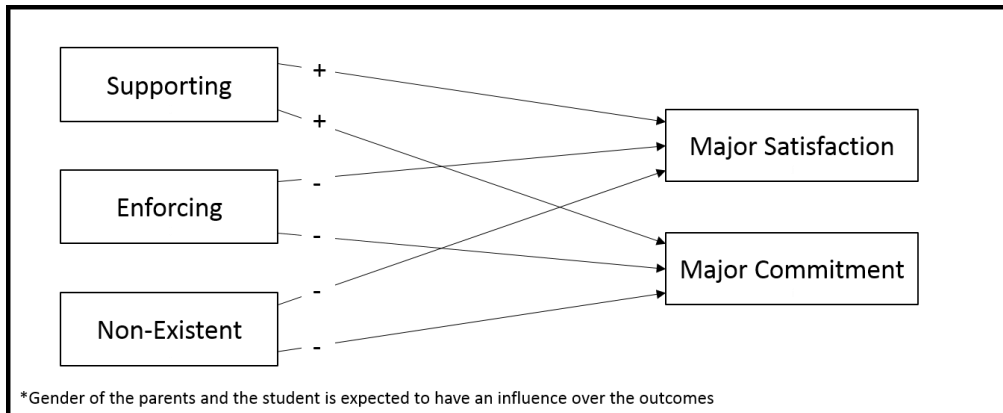 Supporting
+
+
Major Satisfaction
Enforcing
-
-
Major Commitment
Non-Existent
-
-
*Gender of the parents and the student is expected to have an influence over the outcomes